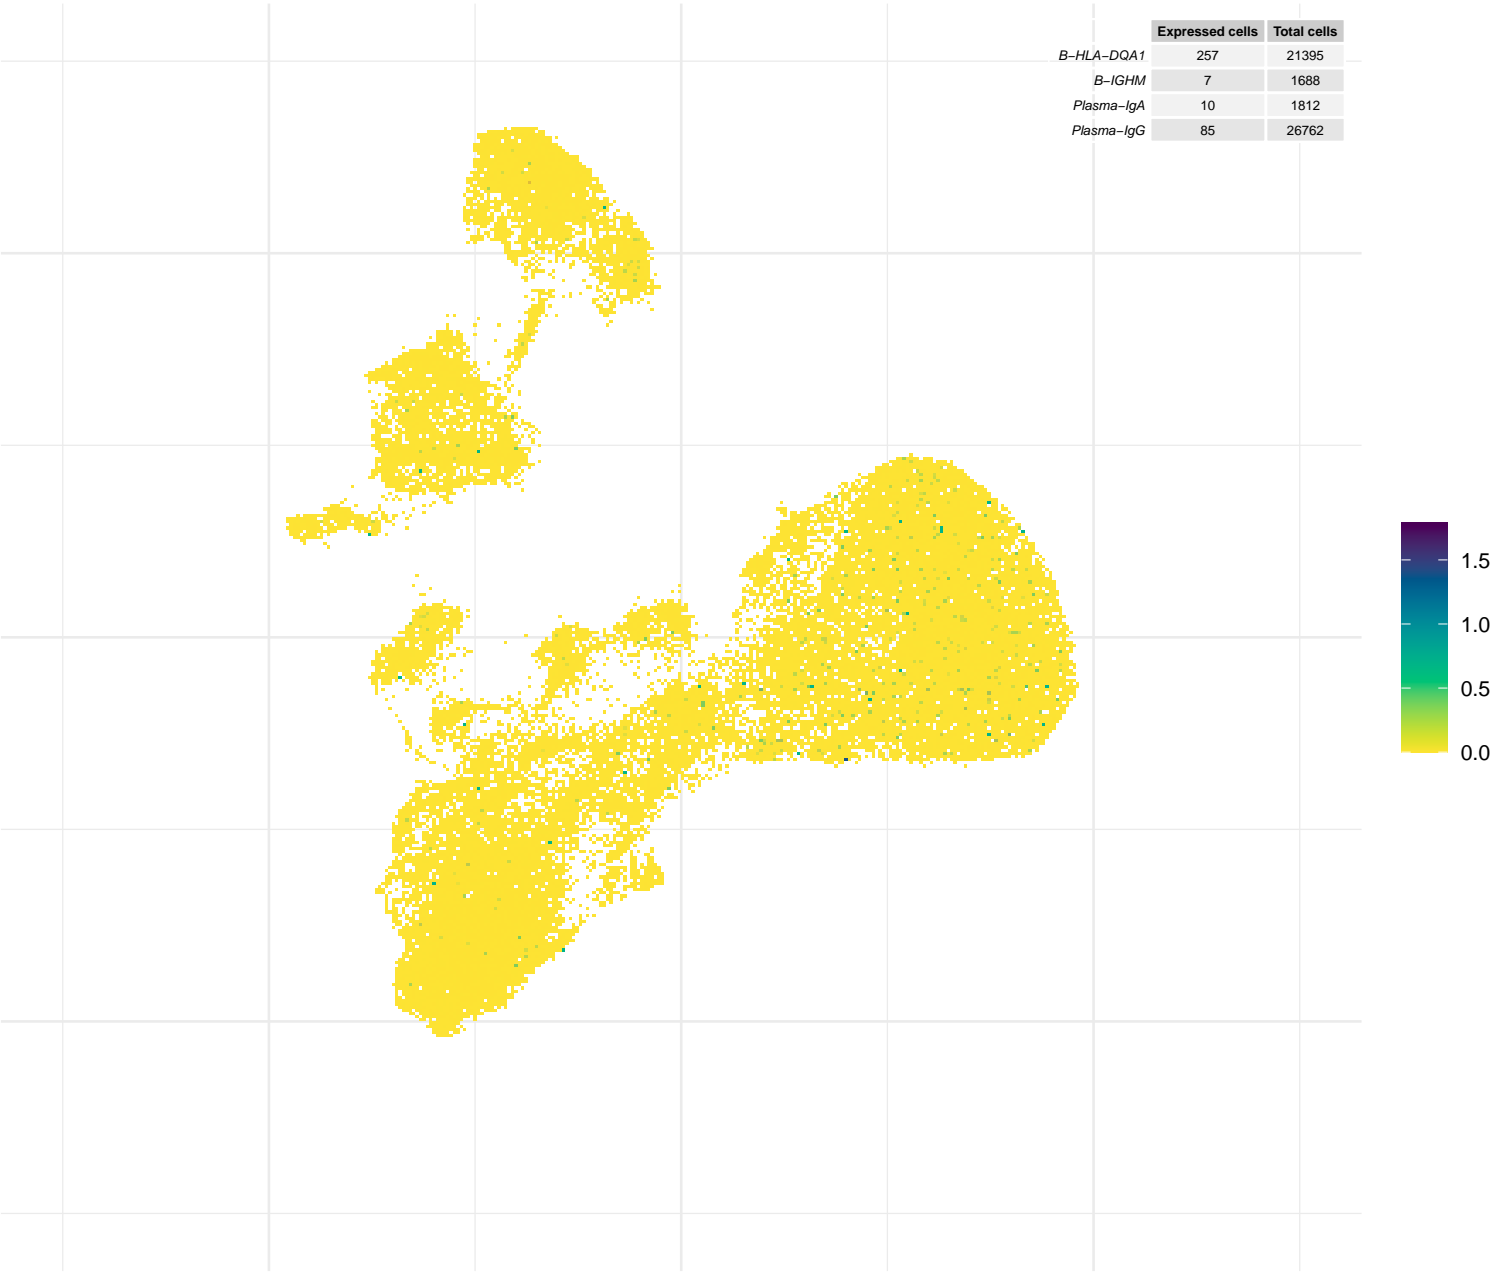 Expressed cells Total cells
B−HLA−DQA1 257 21395
B−IGHM 7 1688
Plasma−IgA 10 1812
Plasma−IgG 85 26762
1.5
1.0
0.5
0.0